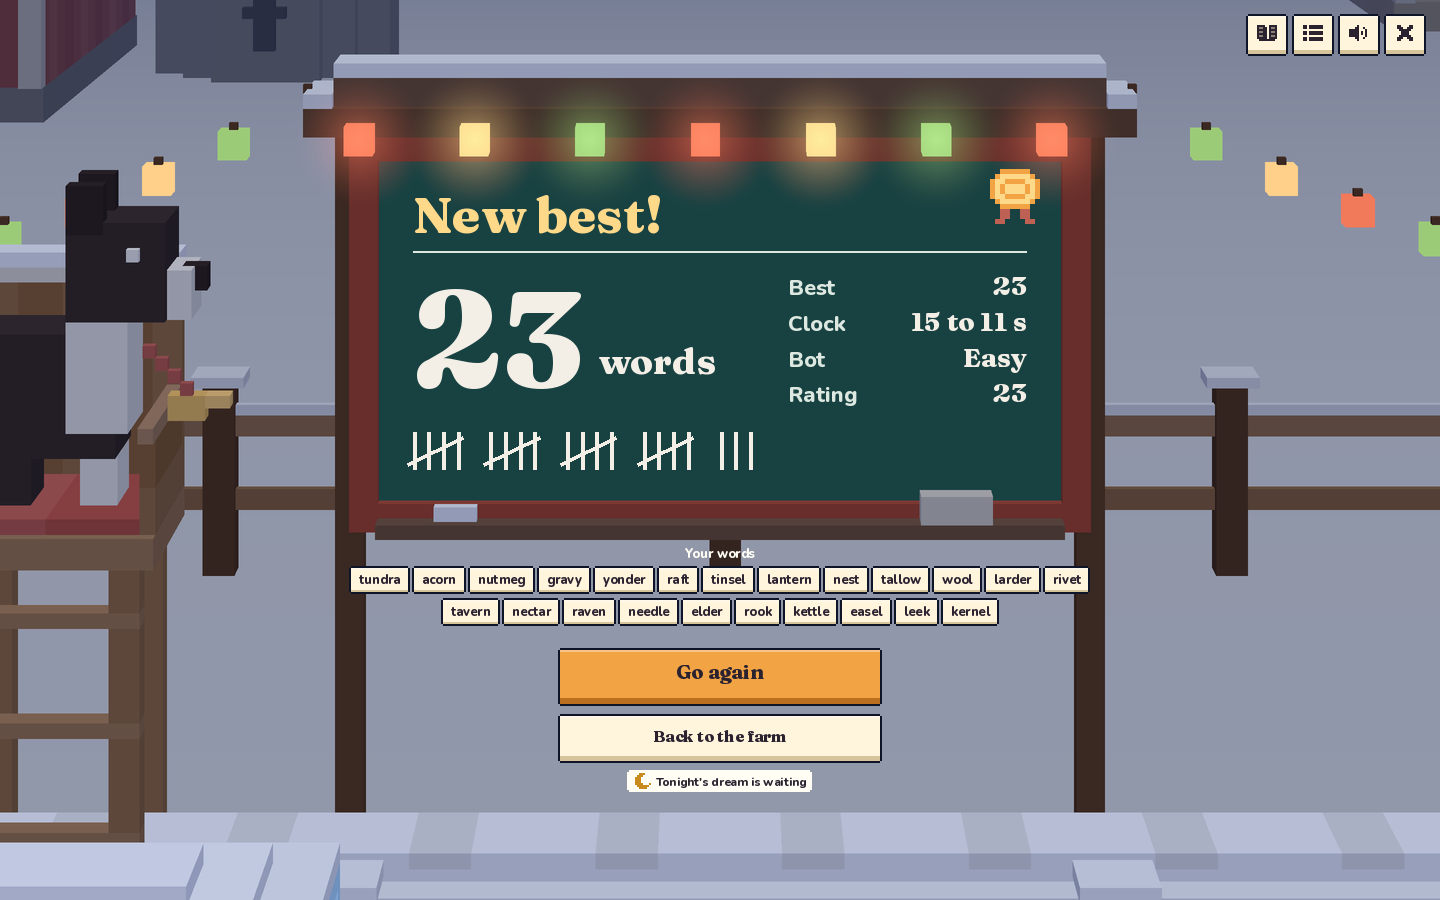 New best!
23 words
Best 23
Clock 15 to 11 s
Bot Easy
Rating 23
Your words
tundra acorn nutmeg gravy yonder raft tinsel lantern nest tallow wool larder rivet
tavern nectar raven needle elder rook kettle easel leek kernel
Go again
Back to the farm
Tonight's dream is waiting